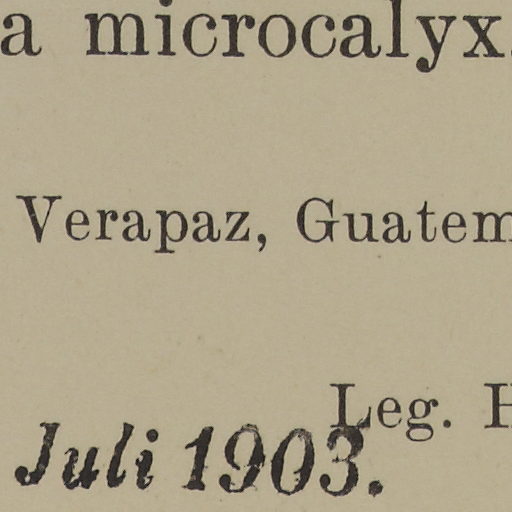 a microcalyx.
Verapaz, Guatem
Leg. H
Juli 1903.